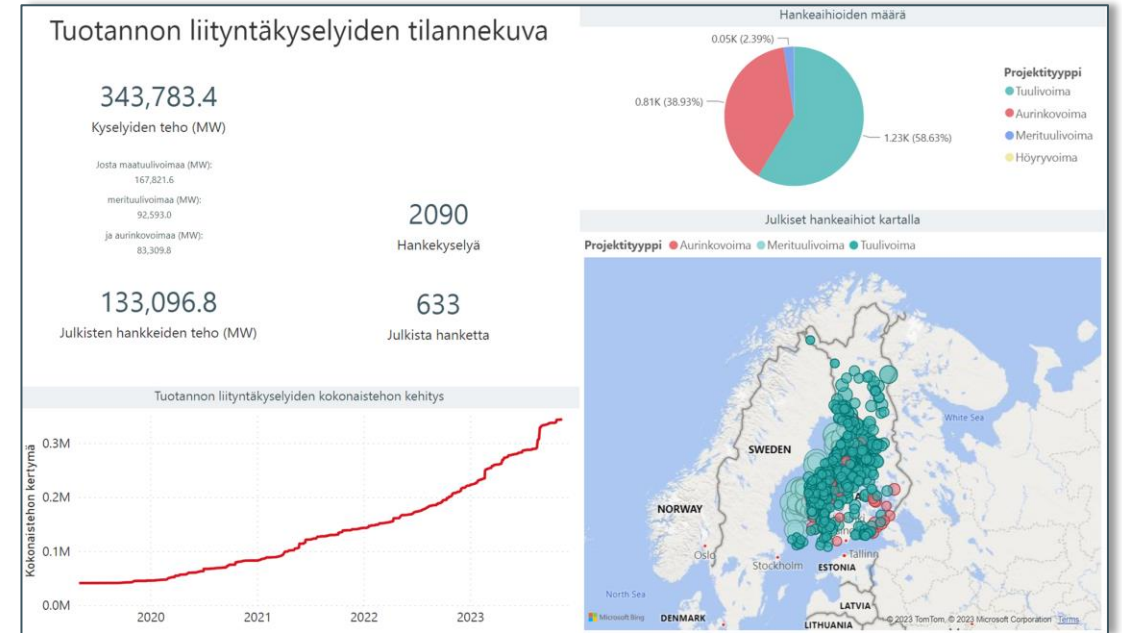 Tuotannon liityntäkyselyiden tilannekuva
343,783.4
Kyselyiden teho (MW)
Josta maatuulivoimaa (MW):
167,821.6
merituulivoimaa (MW):
92,593.0
ja aurinkovoimaa (MW):
83,309.8
2090
Hankekyselyä
133,096.8
Julkisten hankkeiden teho (MW)
633
Julkista hanketta
Hankeaihioiden määrä
0.05K (2.39%)
0.81K (38.93%)
1.23K (58.63%)
Projektityyppi
Tuulivoima
Aurinkovoima
Merituulivoima
Höyryvoima
Tuotannon liityntäkyselyiden kokonaistehon kehitys
Kokonaistehon kertymä
0.3M
0.2M
0.1M
0.0M
2020 2021 2022 2023
Julkiset hankeaihiot kartalla
Projektityyppi Aurinkovoima Merituulivoima Tuulivoima
White Sea
SWEDEN
NORWAY
Oslo
Stockholm
Tallinn
ESTONIA
North Sea
LATVIA
DENMARK
LITHUANIA
Microsoft Bing
© 2023 TomTom, © 2023 Microsoft Corporation Terms